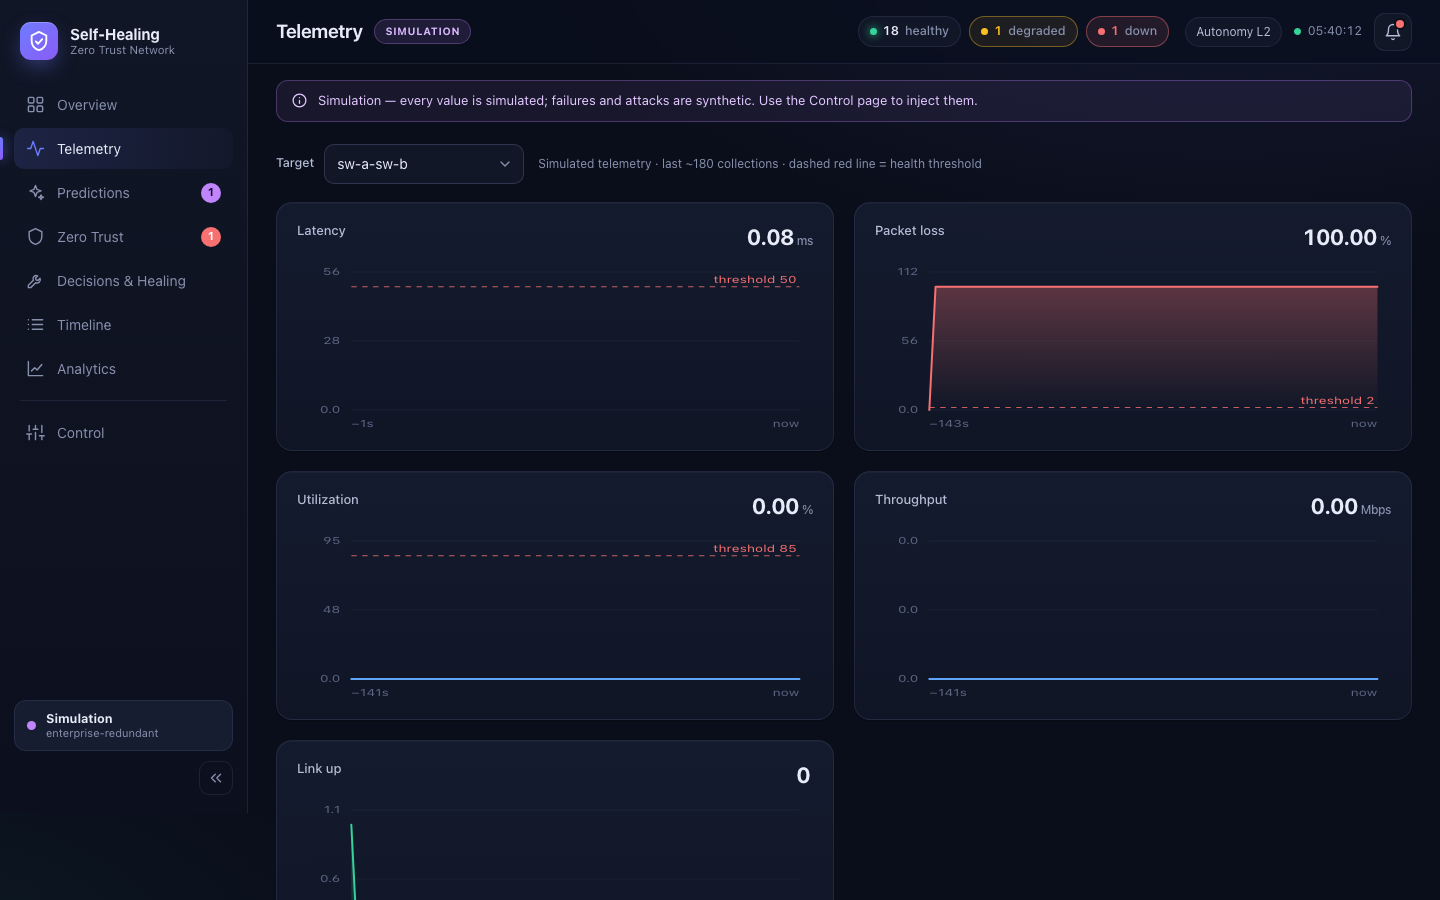 Self-Healing
Zero Trust Network
Overview
Telemetry
Predictions 1
Zero Trust 1
Decisions & Healing
Timeline
Analytics
Control
Simulation
enterprise-redundant
Telemetry SIMULATION 18 healthy 1 degraded 1 down Autonomy L2 05:40:12
Simulation — every value is simulated; failures and attacks are synthetic. Use the Control page to inject them.
Target sw-a-sw-b Simulated telemetry · last ~180 collections · dashed red line = health threshold
Latency
0.08 ms
56
threshold 50
28
0.0
−1s now
Packet loss
100.00 %
112
56
threshold 2
0.0
−143s now
Utilization
0.00 %
95
threshold 85
48
0.0
−141s now
Throughput
0.00 Mbps
0.0
0.0
0.0
−141s now
Link up
0
1.1
0.6